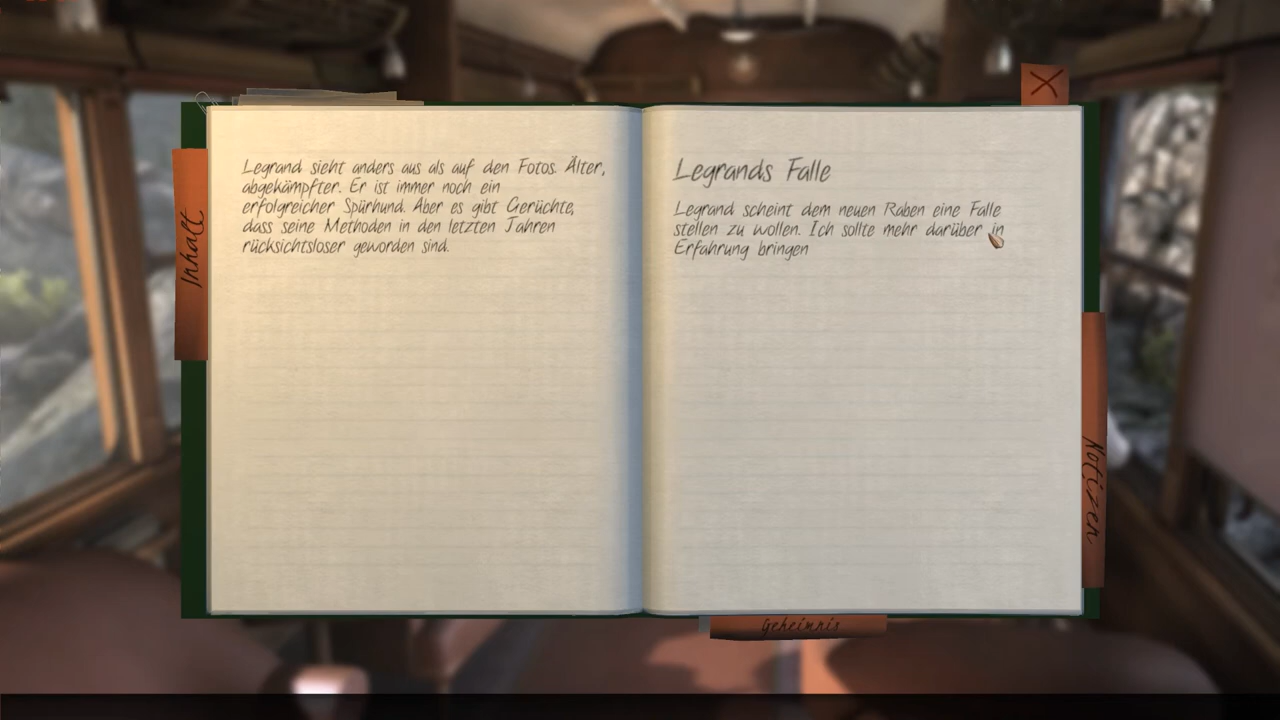 Legrand sieht anders aus als auf den Fotos. Älter,
abgekämpfter. Er ist immer noch ein
erfolgreicher Spürhund. Aber es gibt Gerüchte,
dass seine Methoden in den letzten Jahren
rücksichtsloser geworden sind.
Legrands Falle
Legrand scheint dem neuen Raben eine Falle
stellen zu wollen. Ich sollte mehr darüber in
Erfahrung bringen
Inhalt
Notizen
Geheimnis